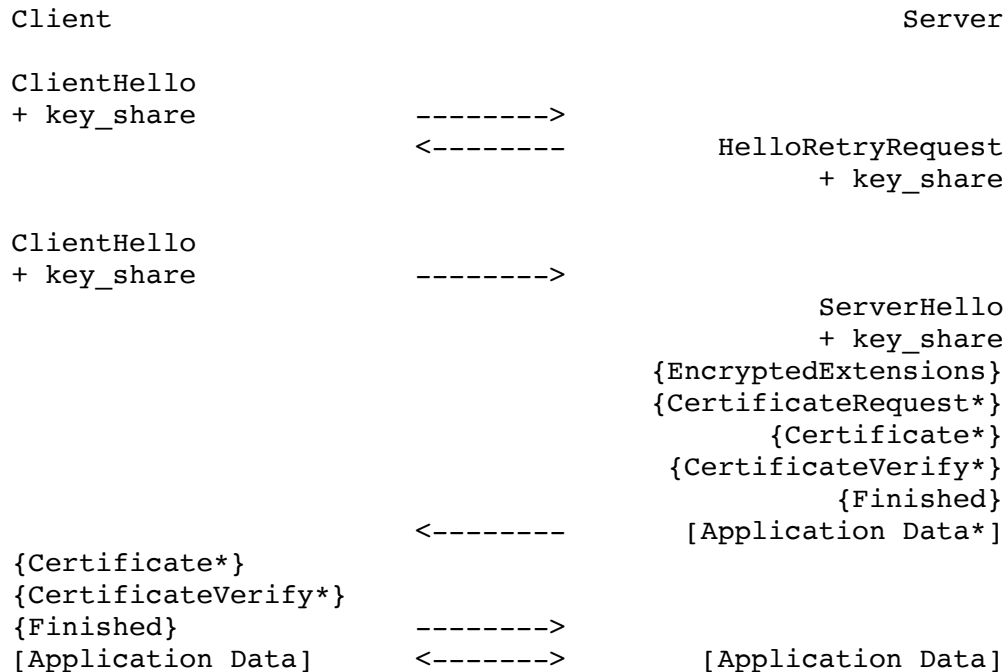 Client Server
ClientHello
+ key_share -------->
<-------- HelloRetryRequest
+ key_share
ClientHello
+ key_share -------->
ServerHello
+ key_share
{EncryptedExtensions}
{CertificateRequest*}
{Certificate*}
{CertificateVerify*}
{Finished}
<-------- [Application Data*]
{Certificate*}
{CertificateVerify*}
{Finished} -------->
[Application Data] <-------> [Application Data]